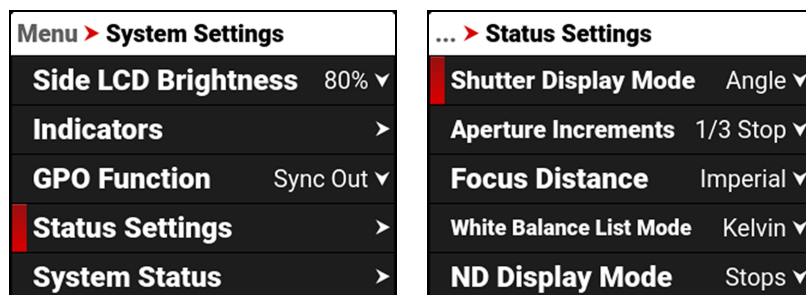 Menu > System Settings
Side LCD Brightness 80%
Indicators
GPO Function Sync Out
Status Settings
System Status
... > Status Settings
Shutter Display Mode Angle
Aperture Increments 1/3 Stop
Focus Distance Imperial
White Balance List Mode Kelvin
ND Display Mode Stops